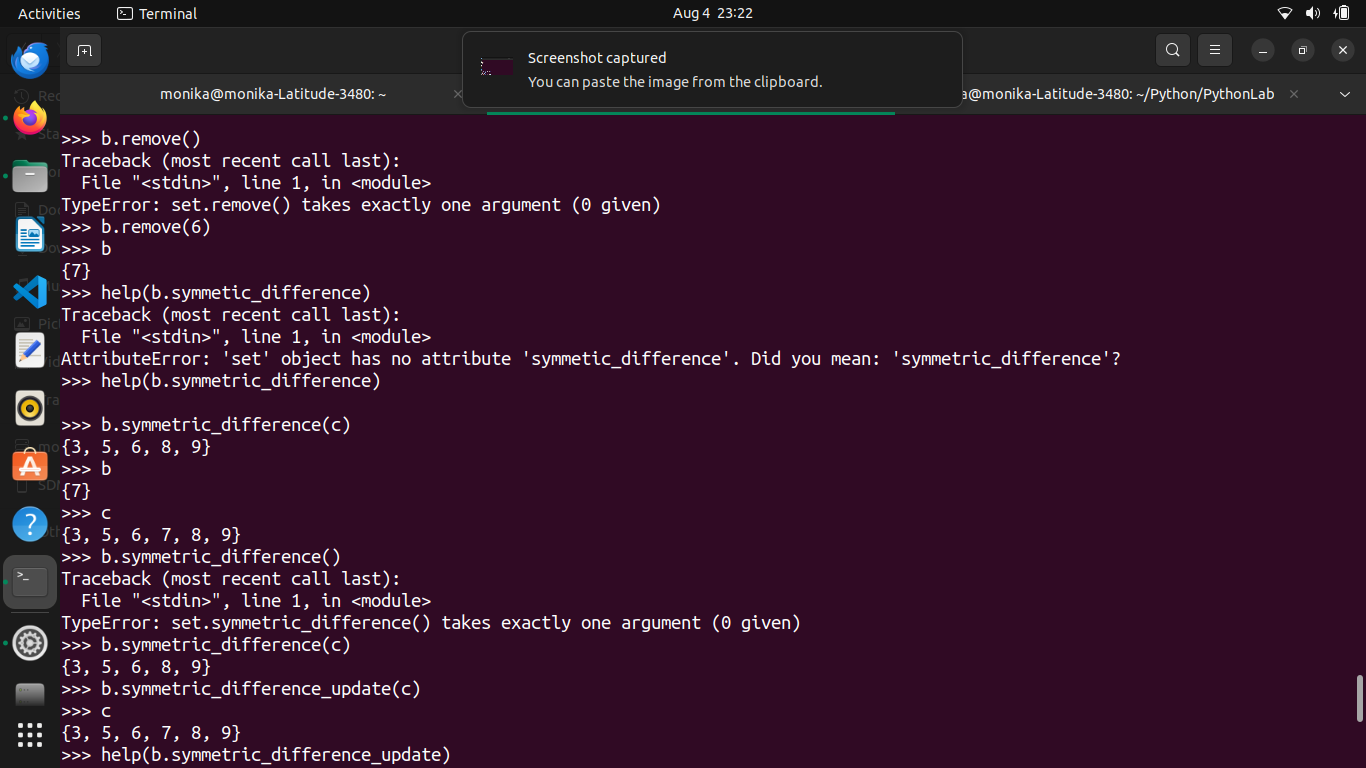 Activities
Terminal
Aug 4 23:22
Screenshot captured
You can paste the image from the clipboard.
monika@monika-Latitude-3480: ~
a@monika-Latitude-3480: ~/Python/PythonLab
>>> b.remove()
Traceback (most recent call last):
  File "<stdin>", line 1, in <module>
TypeError: set.remove() takes exactly one argument (0 given)
>>> b.remove(6)
>>> b
{7}
>>> help(b.symmetic_difference)
Traceback (most recent call last):
  File "<stdin>", line 1, in <module>
AttributeError: 'set' object has no attribute 'symmetic_difference'. Did you mean: 'symmetric_difference'?
>>> help(b.symmetric_difference)
>>> b.symmetric_difference(c)
{3, 5, 6, 8, 9}
>>> b
{7}
>>> c
{3, 5, 6, 7, 8, 9}
>>> b.symmetric_difference()
Traceback (most recent call last):
  File "<stdin>", line 1, in <module>
TypeError: set.symmetric_difference() takes exactly one argument (0 given)
>>> b.symmetric_difference(c)
{3, 5, 6, 8, 9}
>>> b.symmetric_difference_update(c)
>>> c
{3, 5, 6, 7, 8, 9}
>>> help(b.symmetric_difference_update)